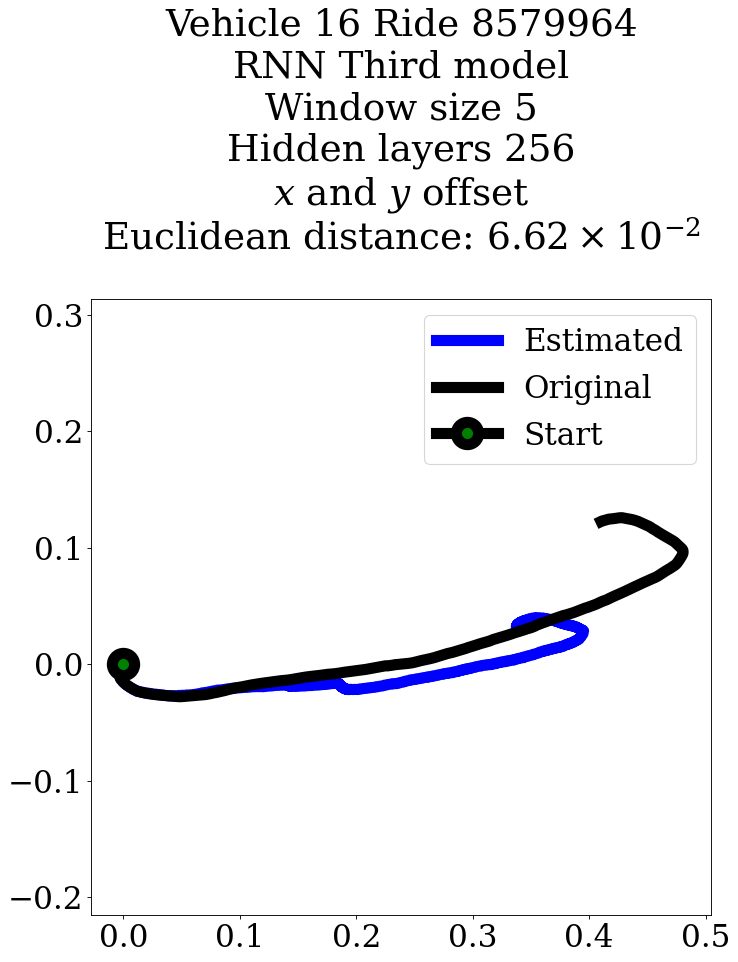 Vehicle 16 Ride 8579964
RNN Third model
Window size 5
Hidden layers 256
x and y offset
Euclidean distance: 6.62 × 10⁻²
0.3
0.2
0.1
0.0
−0.1
−0.2
Estimated
Original
Start
0.0 0.1 0.2 0.3 0.4 0.5